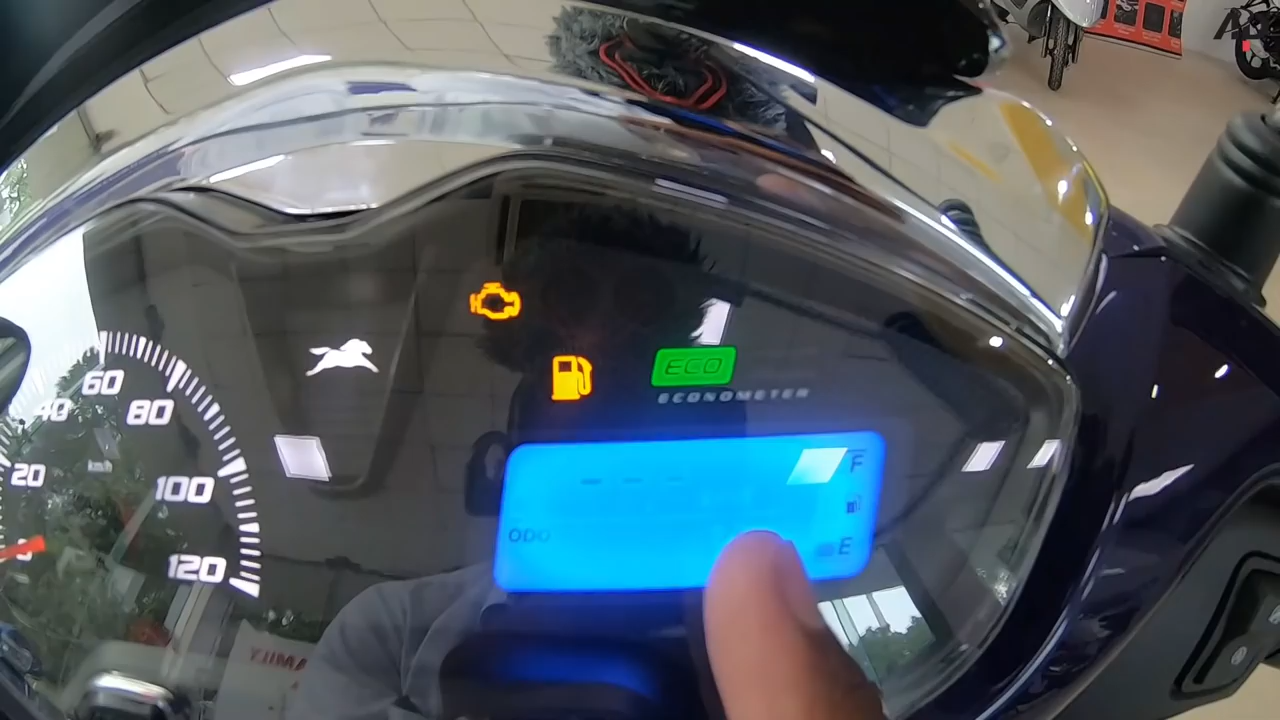 ECO
ECONOMETER
20
40
60
80
100
120
km/h
F
- - -
ODO
E